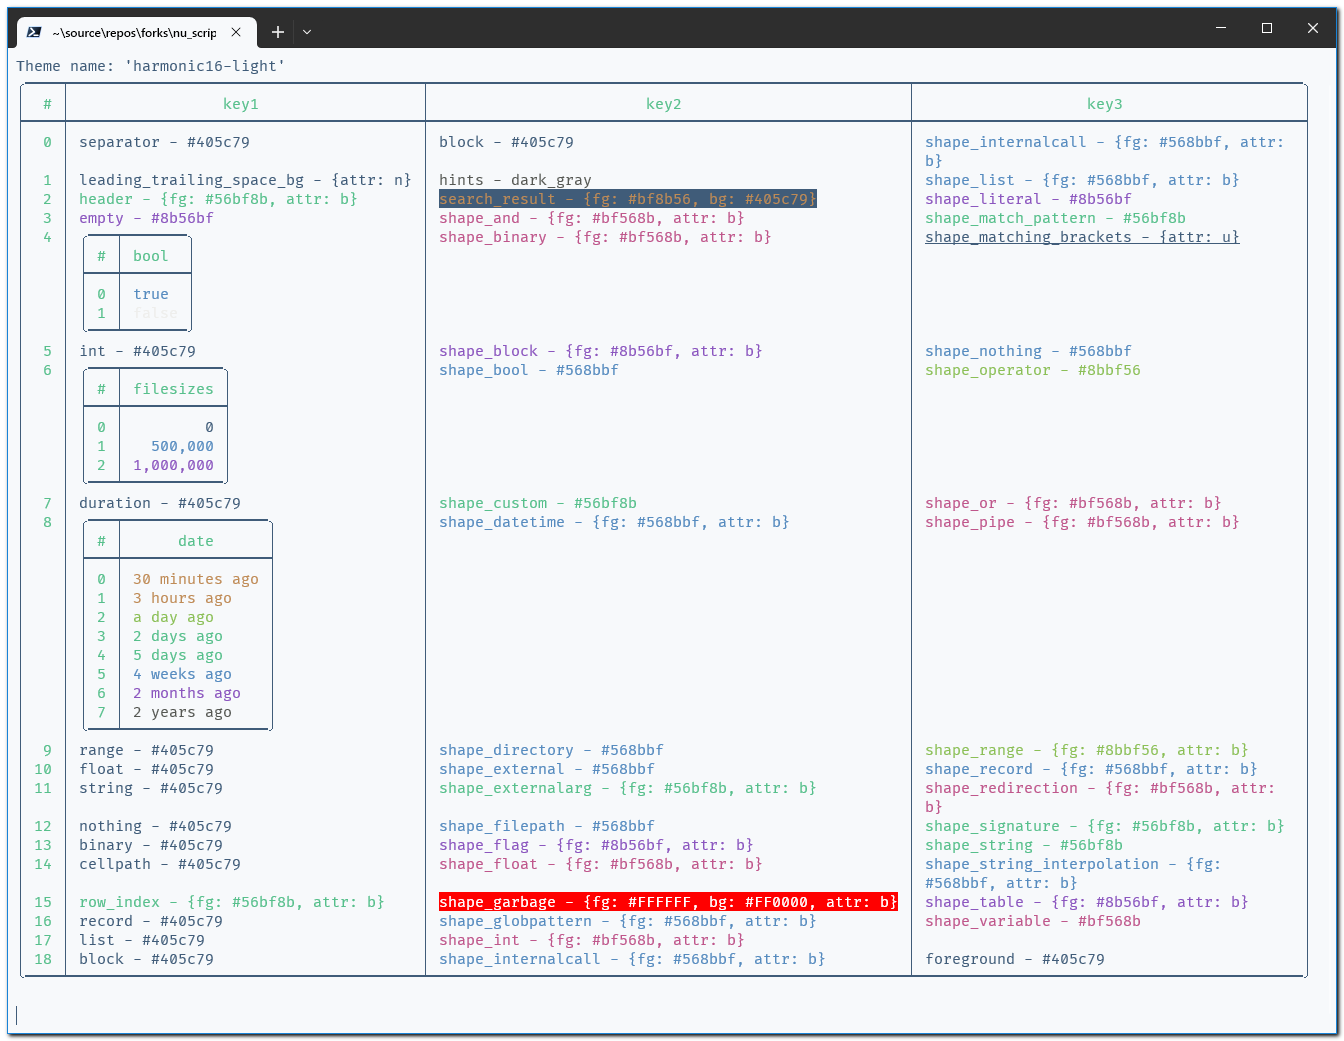 ~\source\repos\forks\nu_scrip
Theme name: 'harmonic16-light'
# key1 key2 key3
0 separator - #405c79 block - #405c79 shape_internalcall - {fg: #568bbf, attr:
b}
1 leading_trailing_space_bg - {attr: n} hints - dark_gray shape_list - {fg: #568bbf, attr: b}
2 header - {fg: #56bf8b, attr: b} search_result - {fg: #bf8b56, bg: #405c79} shape_literal - #8b56bf
3 empty - #8b56bf shape_and - {fg: #bf568b, attr: b} shape_match_pattern - #56bf8b
4 shape_binary - {fg: #bf568b, attr: b} shape_matching_brackets - {attr: u}
# bool
0 true
1 false
5 int - #405c79 shape_block - {fg: #8b56bf, attr: b} shape_nothing - #568bbf
6 shape_bool - #568bbf shape_operator - #8bbf56
# filesizes
0 0
1 500,000
2 1,000,000
7 duration - #405c79 shape_custom - #56bf8b shape_or - {fg: #bf568b, attr: b}
8 shape_datetime - {fg: #568bbf, attr: b} shape_pipe - {fg: #bf568b, attr: b}
# date
0 30 minutes ago
1 3 hours ago
2 a day ago
3 2 days ago
4 5 days ago
5 4 weeks ago
6 2 months ago
7 2 years ago
9 range - #405c79 shape_directory - #568bbf shape_range - {fg: #8bbf56, attr: b}
10 float - #405c79 shape_external - #568bbf shape_record - {fg: #568bbf, attr: b}
11 string - #405c79 shape_externalarg - {fg: #56bf8b, attr: b} shape_redirection - {fg: #bf568b, attr:
b}
12 nothing - #405c79 shape_filepath - #568bbf shape_signature - {fg: #56bf8b, attr: b}
13 binary - #405c79 shape_flag - {fg: #8b56bf, attr: b} shape_string - #56bf8b
14 cellpath - #405c79 shape_float - {fg: #bf568b, attr: b} shape_string_interpolation - {fg:
#568bbf, attr: b}
15 row_index - {fg: #56bf8b, attr: b} shape_garbage - {fg: #FFFFFF, bg: #FF0000, attr: b} shape_table - {fg: #8b56bf, attr: b}
16 record - #405c79 shape_globpattern - {fg: #568bbf, attr: b} shape_variable - #bf568b
17 list - #405c79 shape_int - {fg: #bf568b, attr: b}
18 block - #405c79 shape_internalcall - {fg: #568bbf, attr: b} foreground - #405c79